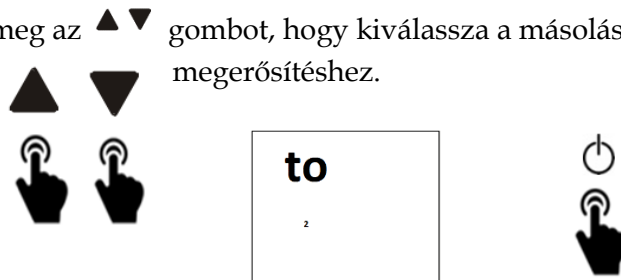 meg az ▲▼ gombot, hogy kiválassza a másolás
megerősítéshez.
to
2